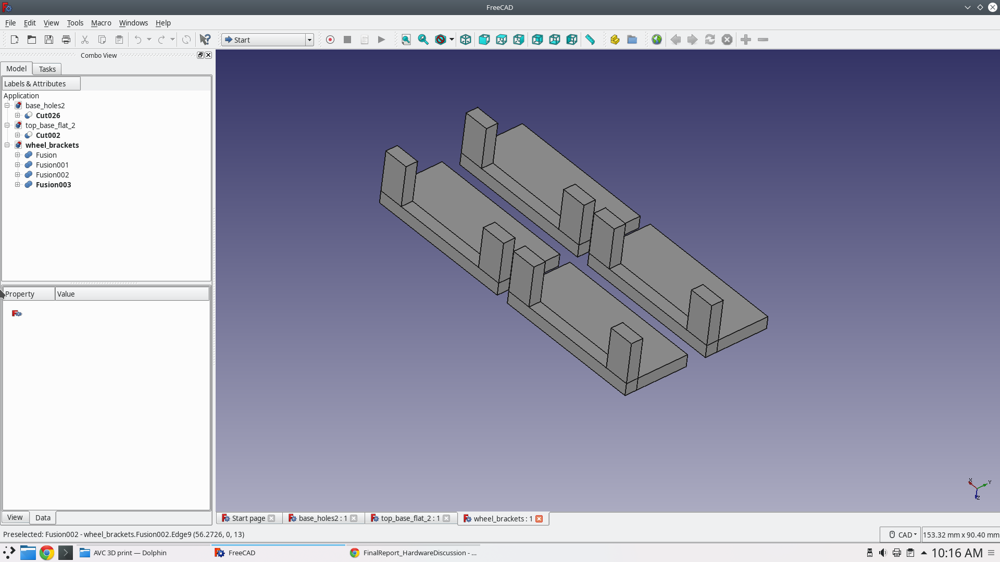 FreeCAD
File Edit View Tools Macro Windows Help
Start
Combo View
Model Tasks
Labels & Attributes
Application
base_holes2
Cut026
top_base_flat_2
Cut002
wheel_brackets
Fusion
Fusion001
Fusion002
Fusion003
Property Value
X Y Z
View Data
Start page base_holes2 : 1 top_base_flat_2 : 1 wheel_brackets : 1
Preselected: Fusion002 - wheel_brackets.Fusion002.Edge9 (56.2726, 0, 13) CAD 153.32 mm x 90.40 mm
AVC 3D print — Dolphin FreeCAD FinalReport_HardwareDiscussion - ... 10:16 AM